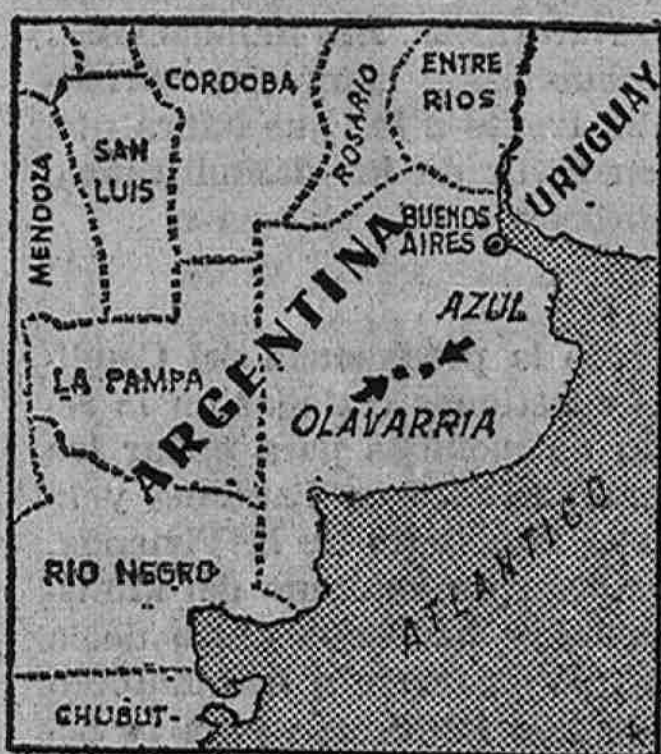 CORDOBA
ROSARIO
ENTRE
RIOS
URUGUAY
MENDOZA
SAN
LUIS
BUENOS
AIRES
ARGENTINA
AZUL
LA PAMPA
OLAVARRIA
RIO NEGRO
ATLANTICO
CHUBUT